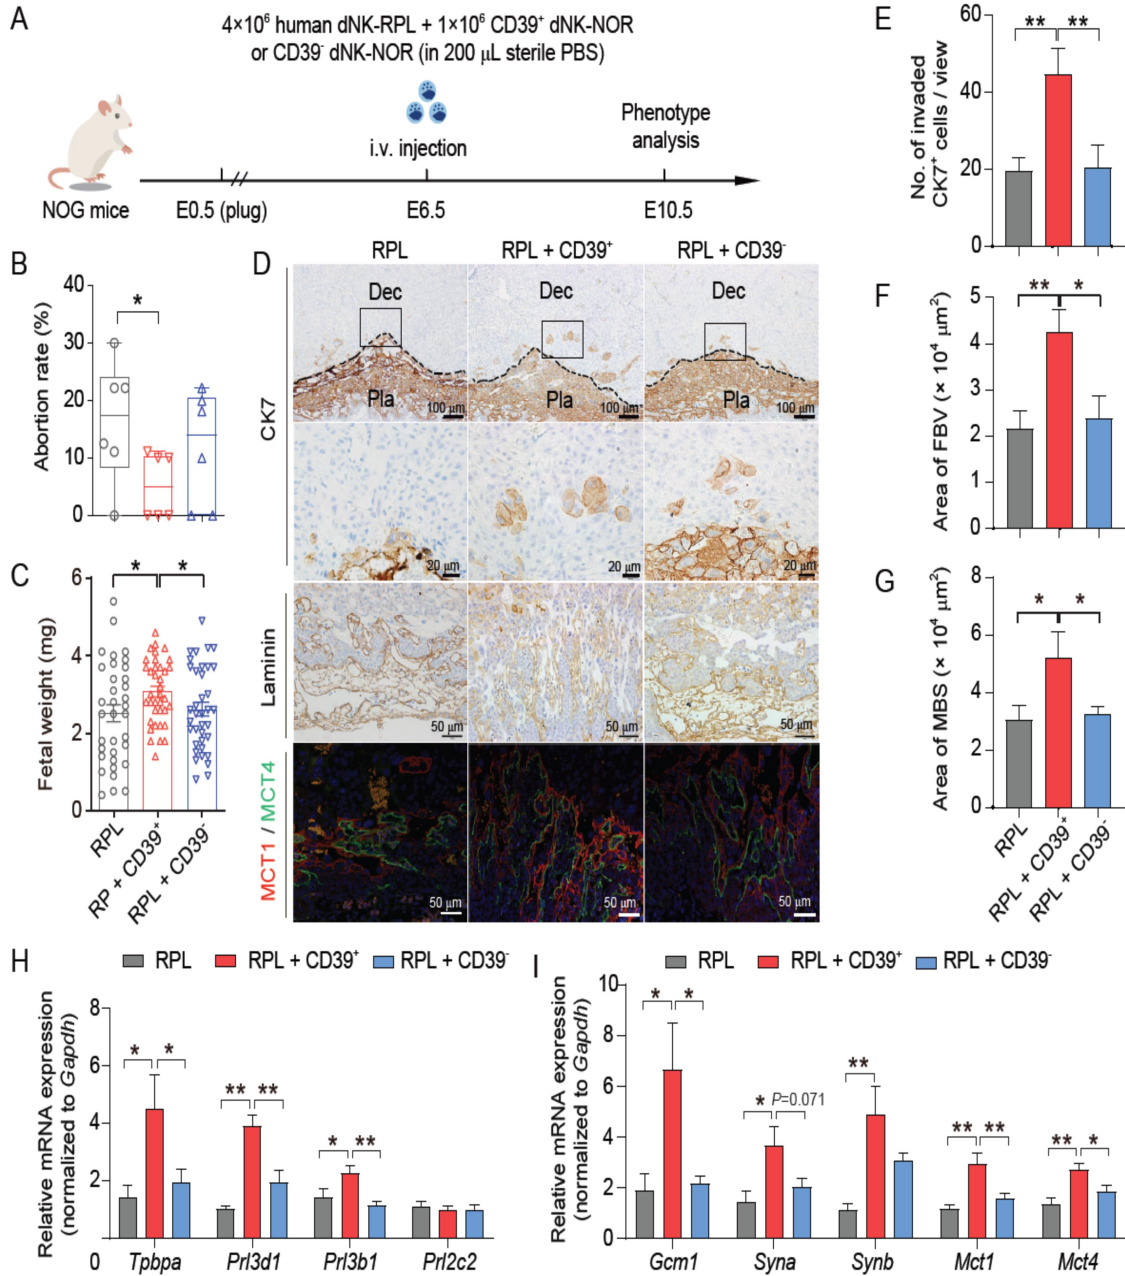 A
4×10⁶ human dNK-RPL + 1×10⁶ CD39⁺ dNK-NOR
or CD39⁻ dNK-NOR (in 200 μL sterile PBS)
i.v. injection
Phenotype
analysis
NOG mice
E0.5 (plug)
E6.5
E10.5
B
Abortion rate (%)
40
30
20
10
0
*
C
Fetal weight (mg)
6
4
2
0
* *
RPL
RP + CD39⁺
RPL + CD39⁻
D
RPL
RPL + CD39⁺
RPL + CD39⁻
CK7
Dec
Pla
100 μm
Dec
Pla
100 μm
Dec
Pla
100 μm
20 μm
20 μm
20 μm
Laminin
50 μm
50 μm
50 μm
MCT1 / MCT4
50 μm
50 μm
50 μm
E
No. of invaded
CK7⁺ cells / view
60
40
20
0
** **
F
Area of FBV (× 10⁴ μm²)
5
4
3
2
1
0
** *
G
Area of MBS (× 10⁴ μm²)
8
6
4
2
0
* *
RPL
RPL + CD39⁺
RPL + CD39⁻
H
RPL
RPL + CD39⁺
RPL + CD39⁻
Relative mRNA expression
(normalized to Gapdh)
8
6
4
2
0
* *
** **
* **
Tpbpa
Prl3d1
Prl3b1
Prl2c2
I
RPL
RPL + CD39⁺
RPL + CD39⁻
Relative mRNA expression
(normalized to Gapdh)
10
8
6
4
2
0
* *
* P=0.071
**
** **
** *
Gcm1
Syna
Synb
Mct1
Mct4